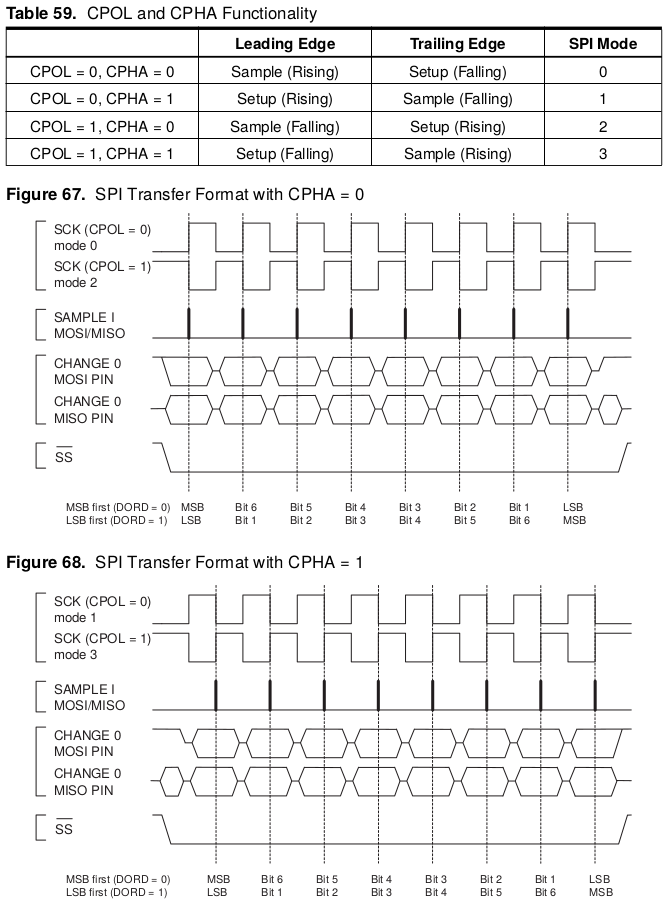 Table 59. CPOL and CPHA Functionality
Leading Edge Trailing Edge SPI Mode
CPOL = 0, CPHA = 0 Sample (Rising) Setup (Falling) 0
CPOL = 0, CPHA = 1 Setup (Rising) Sample (Falling) 1
CPOL = 1, CPHA = 0 Sample (Falling) Setup (Rising) 2
CPOL = 1, CPHA = 1 Setup (Falling) Sample (Rising) 3
Figure 67. SPI Transfer Format with CPHA = 0
SCK (CPOL = 0)
mode 0
SCK (CPOL = 1)
mode 2
SAMPLE I
MOSI/MISO
CHANGE 0
MOSI PIN
CHANGE 0
MISO PIN
SS
MSB first (DORD = 0) MSB Bit 6 Bit 5 Bit 4 Bit 3 Bit 2 Bit 1 LSB
LSB first (DORD = 1) LSB Bit 1 Bit 2 Bit 3 Bit 4 Bit 5 Bit 6 MSB
Figure 68. SPI Transfer Format with CPHA = 1
SCK (CPOL = 0)
mode 1
SCK (CPOL = 1)
mode 3
SAMPLE I
MOSI/MISO
CHANGE 0
MOSI PIN
CHANGE 0
MISO PIN
SS
MSB first (DORD = 0) MSB Bit 6 Bit 5 Bit 4 Bit 3 Bit 2 Bit 1 LSB
LSB first (DORD = 1) LSB Bit 1 Bit 2 Bit 3 Bit 4 Bit 5 Bit 6 MSB